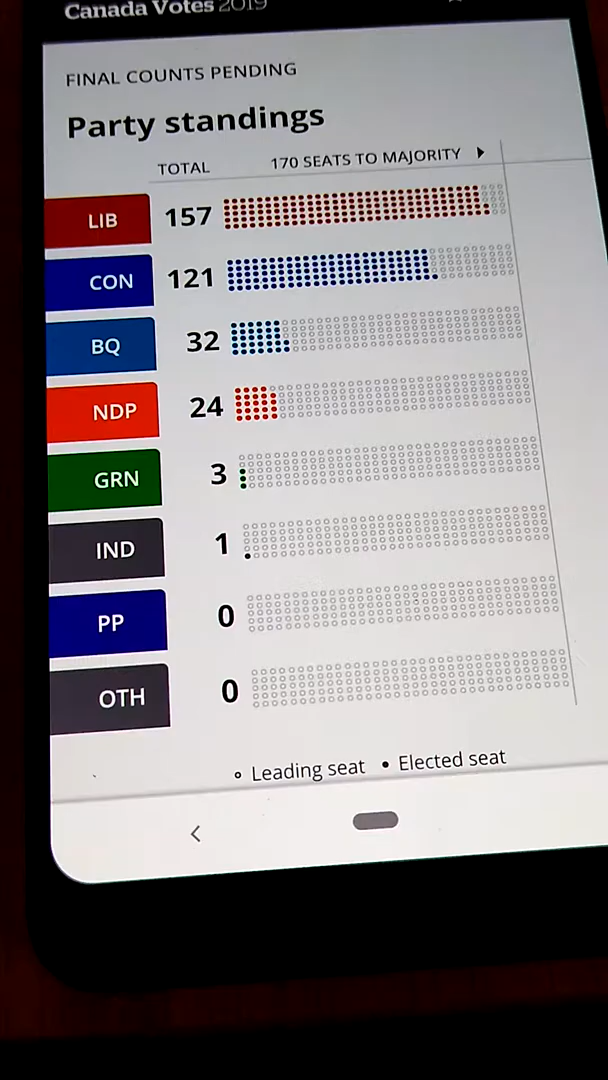 Canada Votes 2019
FINAL COUNTS PENDING
Party standings
TOTAL 170 SEATS TO MAJORITY
LIB 157
CON 121
BQ 32
NDP 24
GRN 3
IND 1
PP 0
OTH 0
Leading seat • Elected seat